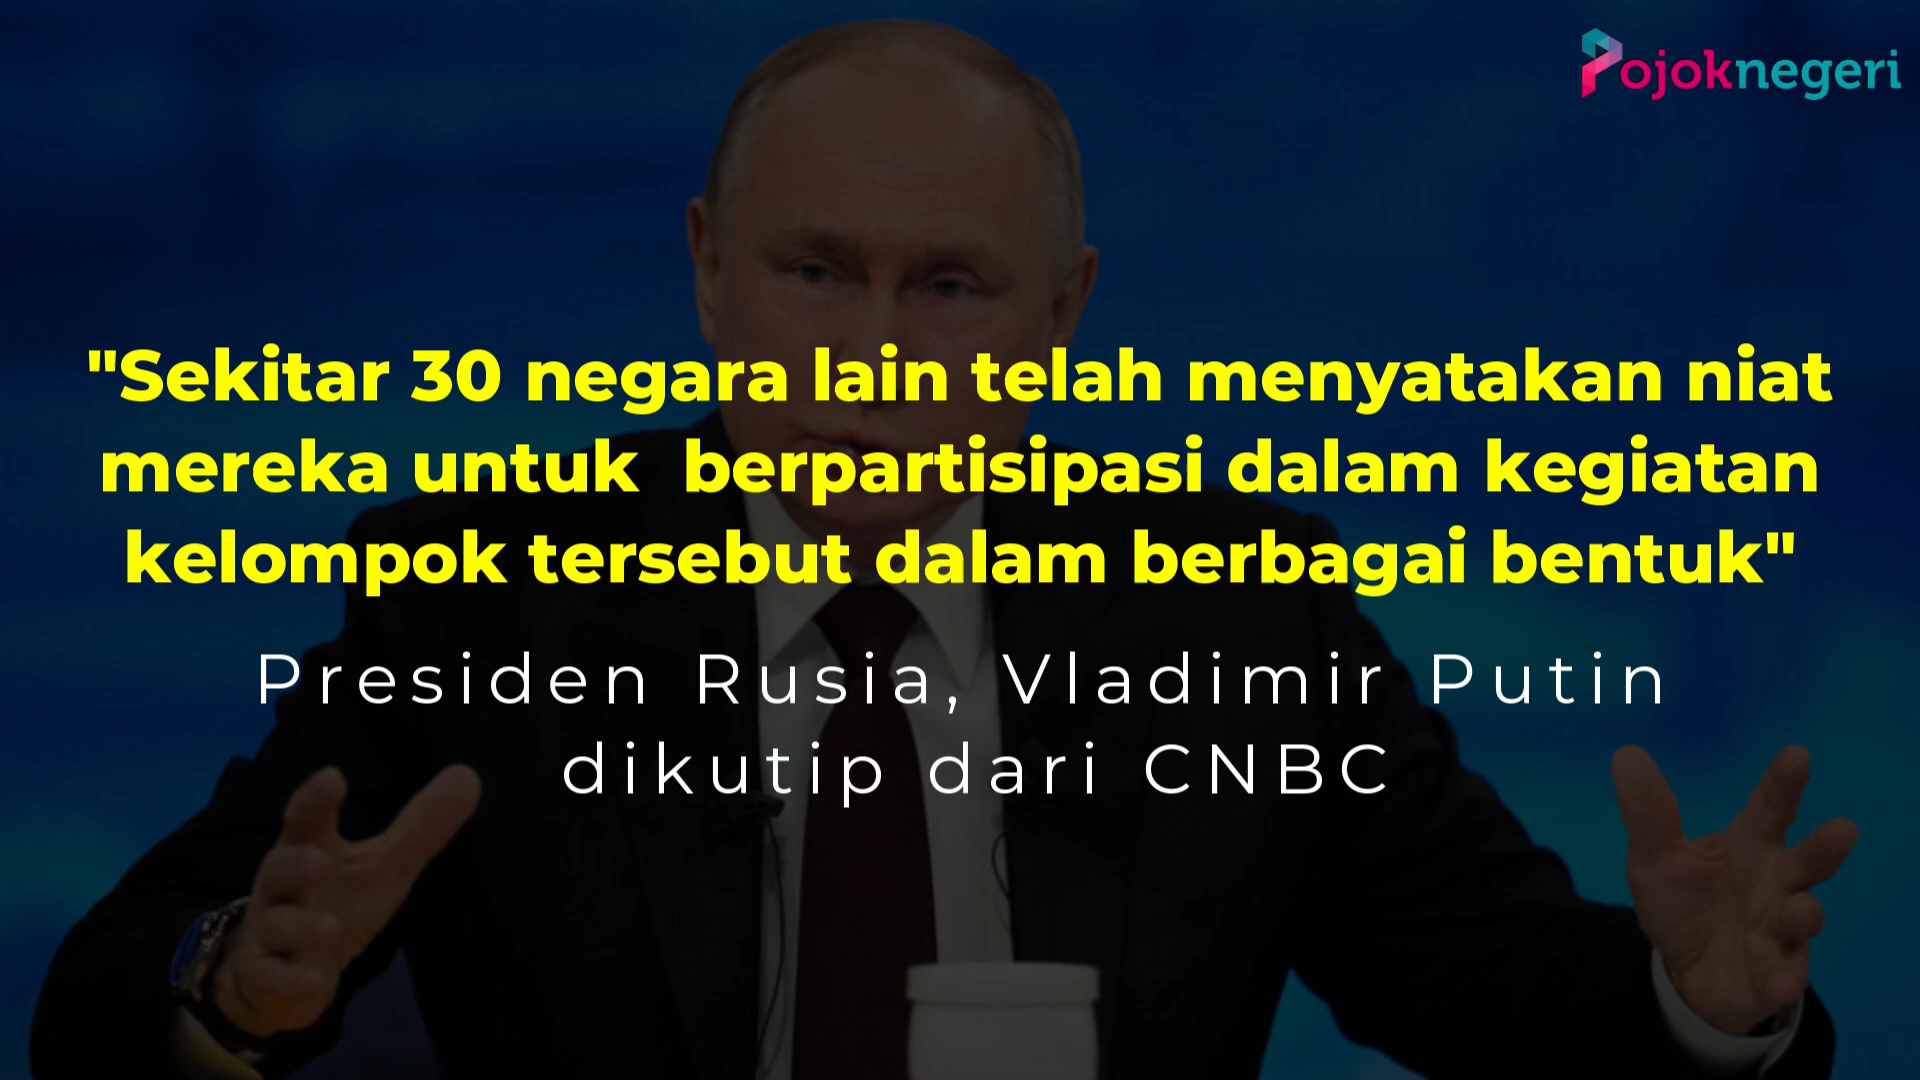 Pojoknegeri
"Sekitar 30 negara lain telah menyatakan niat
mereka untuk  berpartisipasi dalam kegiatan
kelompok tersebut dalam berbagai bentuk"
Presiden Rusia, Vladimir Putin
dikutip dari CNBC